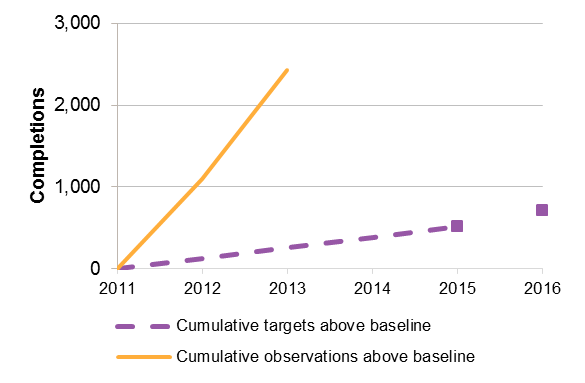 3,000
2,000
1,000
0
Completions
2011 2012 2013 2014 2015 2016
Cumulative targets above baseline
Cumulative observations above baseline